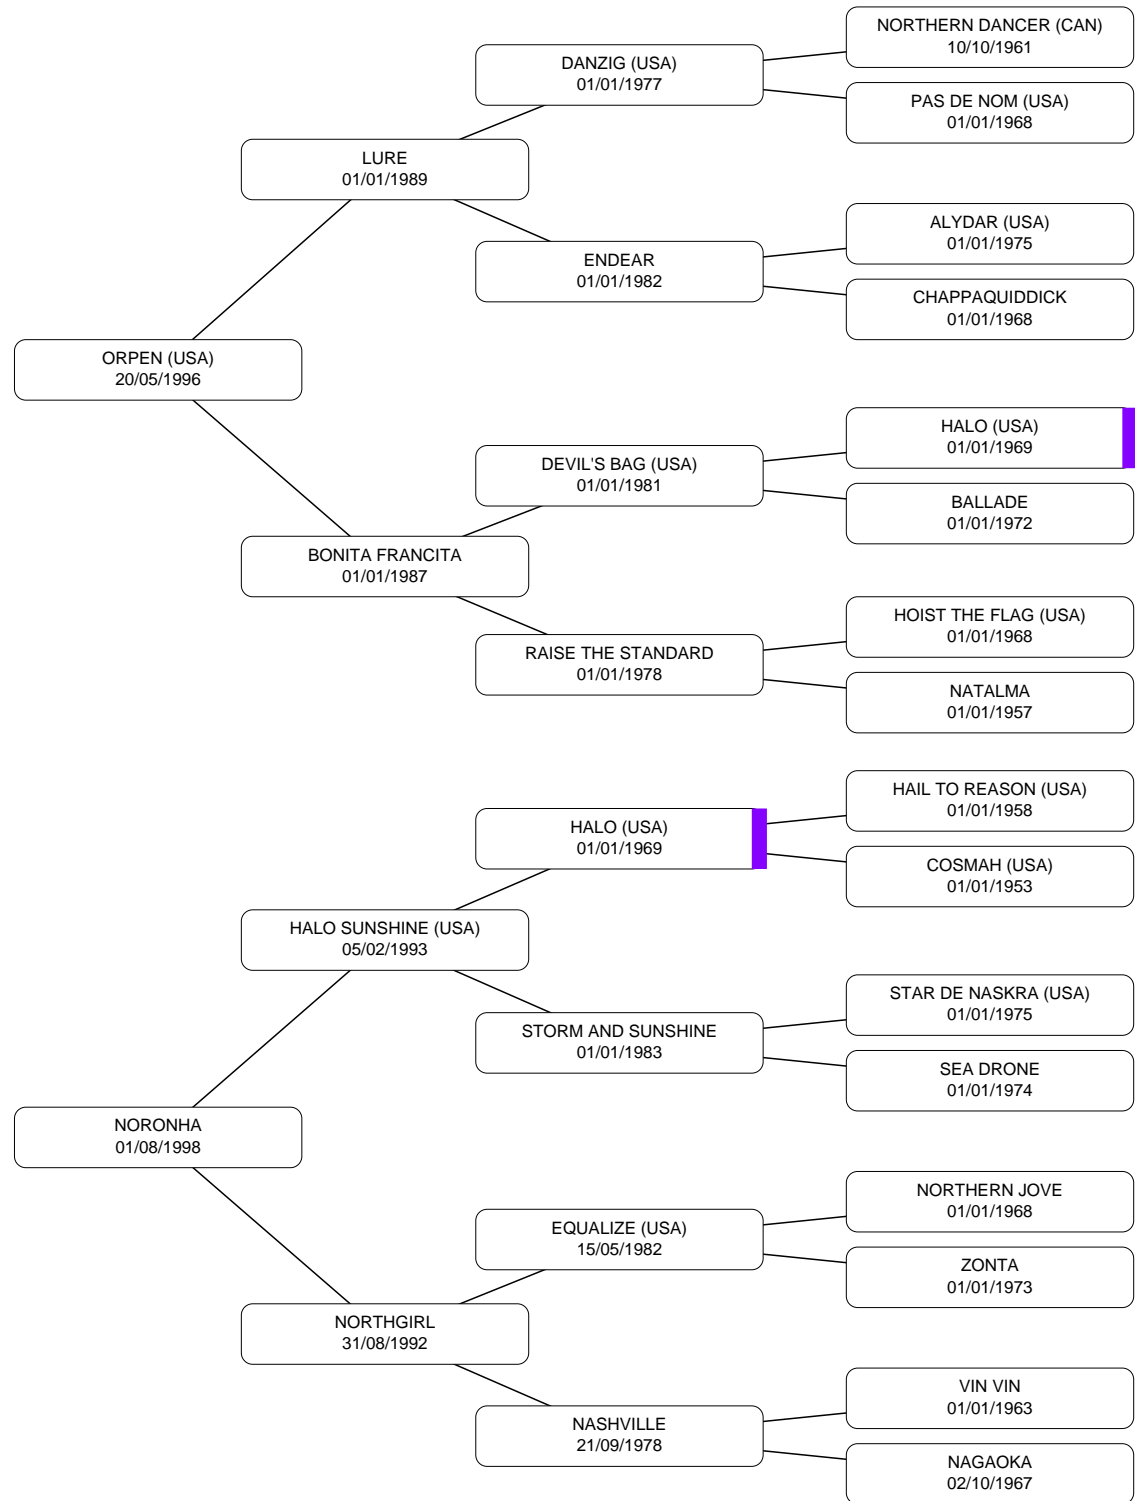 NORTHERN DANCER (CAN)
10/10/1961
DANZIG (USA)
01/01/1977
PAS DE NOM (USA)
01/01/1968
LURE
01/01/1989
ALYDAR (USA)
01/01/1975
ENDEAR
01/01/1982
CHAPPAQUIDDICK
01/01/1968
ORPEN (USA)
20/05/1996
HALO (USA)
01/01/1969
DEVIL'S BAG (USA)
01/01/1981
BALLADE
01/01/1972
BONITA FRANCITA
01/01/1987
HOIST THE FLAG (USA)
01/01/1968
RAISE THE STANDARD
01/01/1978
NATALMA
01/01/1957
HAIL TO REASON (USA)
01/01/1958
HALO (USA)
01/01/1969
COSMAH (USA)
01/01/1953
HALO SUNSHINE (USA)
05/02/1993
STAR DE NASKRA (USA)
01/01/1975
STORM AND SUNSHINE
01/01/1983
SEA DRONE
01/01/1974
NORONHA
01/08/1998
NORTHERN JOVE
01/01/1968
EQUALIZE (USA)
15/05/1982
ZONTA
01/01/1973
NORTHGIRL
31/08/1992
VIN VIN
01/01/1963
NASHVILLE
21/09/1978
NAGAOKA
02/10/1967